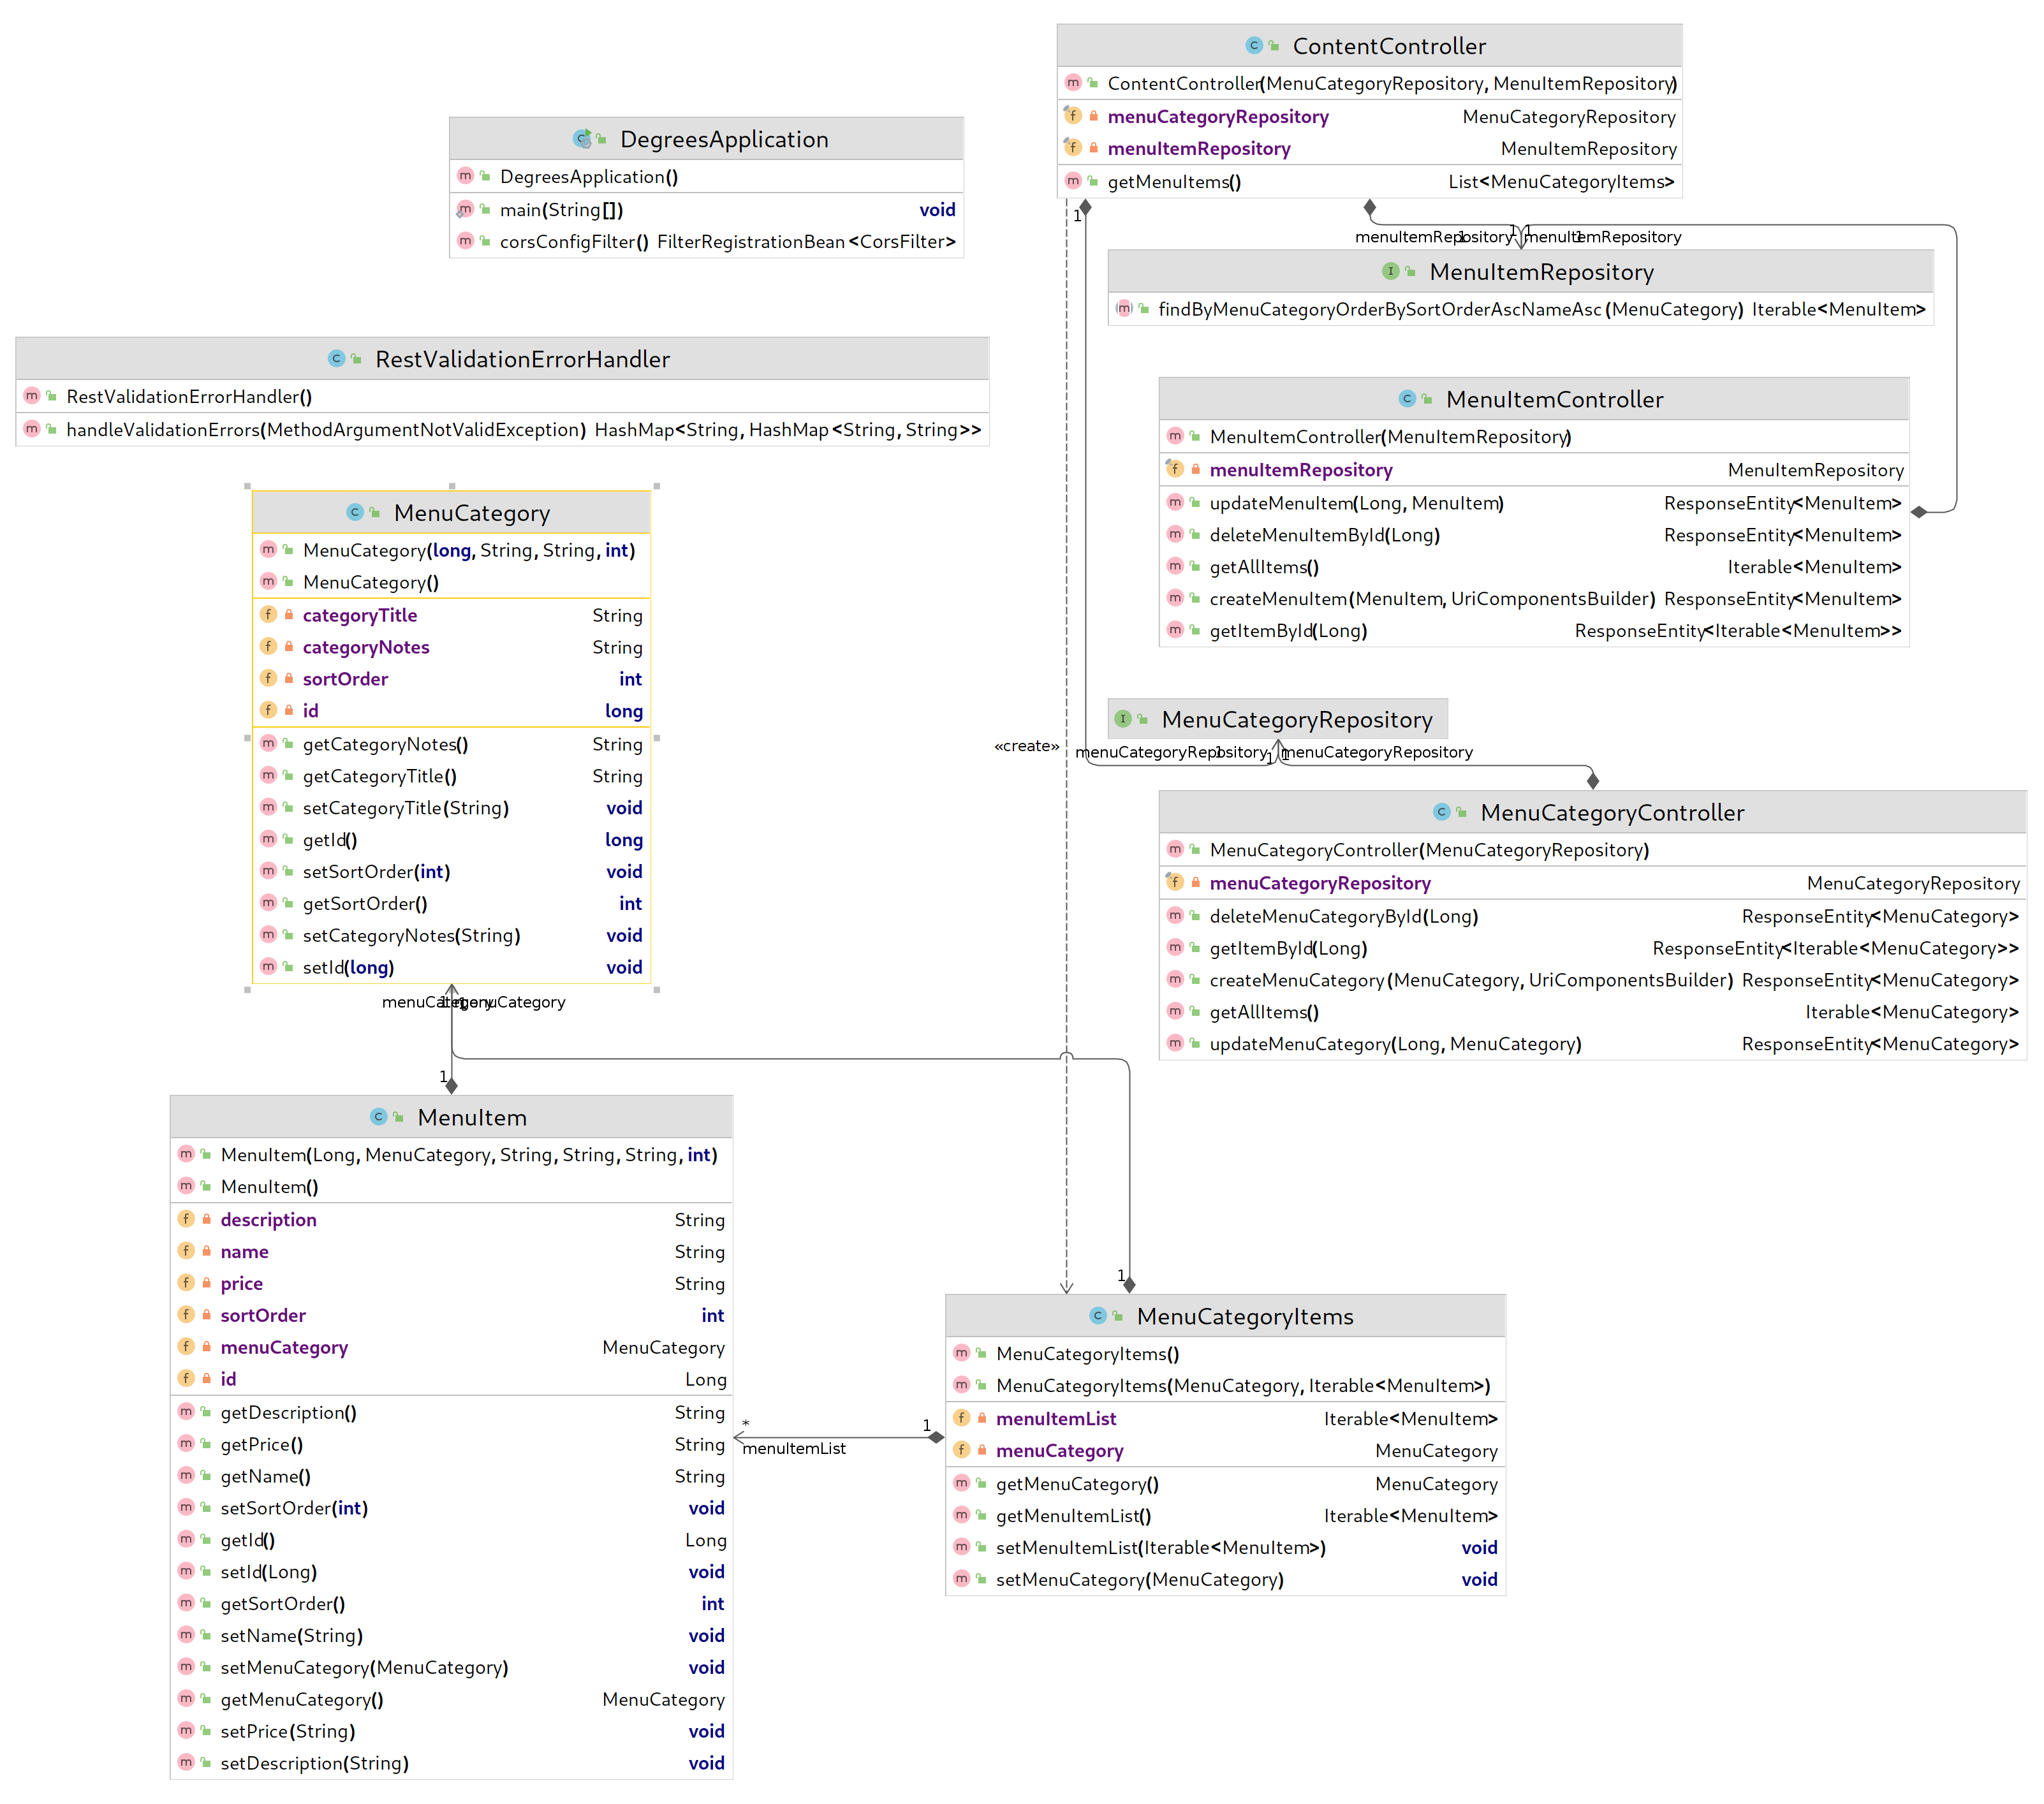 ContentController
ContentController(MenuCategoryRepository, MenuItemRepository)
menuCategoryRepository MenuCategoryRepository
menuItemRepository MenuItemRepository
getMenuItems() List<MenuCategoryItems>
DegreesApplication
DegreesApplication()
main(String[]) void
corsConfigFilter() FilterRegistrationBean<CorsFilter>
1
menuItemRepository 1 1 1 menuItemRepository 1
MenuItemRepository
findByMenuCategoryOrderBySortOrderAscNameAsc(MenuCategory) Iterable<MenuItem>
RestValidationErrorHandler
RestValidationErrorHandler()
handleValidationErrors(MethodArgumentNotValidException) HashMap<String, HashMap<String, String>>
MenuItemController
MenuItemController(MenuItemRepository)
menuItemRepository MenuItemRepository
updateMenuItem(Long, MenuItem) ResponseEntity<MenuItem>
deleteMenuItemById(Long) ResponseEntity<MenuItem>
getAllItems() Iterable<MenuItem>
createMenuItem(MenuItem, UriComponentsBuilder) ResponseEntity<MenuItem>
getItemById(Long) ResponseEntity<Iterable<MenuItem>>
MenuCategory
MenuCategory(long, String, String, int)
MenuCategory()
categoryTitle String
categoryNotes String
sortOrder int
id long
getCategoryNotes() String
getCategoryTitle() String
setCategoryTitle(String) void
getId() long
setSortOrder(int) void
getSortOrder() int
setCategoryNotes(String) void
setId(long) void
MenuCategoryRepository
«create»
menuCategoryRepository 1 1 1 menuCategoryRepository
MenuCategoryController
MenuCategoryController(MenuCategoryRepository)
menuCategoryRepository MenuCategoryRepository
deleteMenuCategoryById(Long) ResponseEntity<MenuCategory>
getItemById(Long) ResponseEntity<Iterable<MenuCategory>>
createMenuCategory(MenuCategory, UriComponentsBuilder) ResponseEntity<MenuCategory>
getAllItems() Iterable<MenuCategory>
updateMenuCategory(Long, MenuCategory) ResponseEntity<MenuCategory>
menuCategory 1 1 menuCategory
1
MenuItem
MenuItem(Long, MenuCategory, String, String, String, int)
MenuItem()
description String
name String
price String
sortOrder int
menuCategory MenuCategory
id Long
getDescription() String
getPrice() String
getName() String
setSortOrder(int) void
getId() Long
setId(Long) void
getSortOrder() int
setName(String) void
setMenuCategory(MenuCategory) void
getMenuCategory() MenuCategory
setPrice(String) void
setDescription(String) void
1
MenuCategoryItems
MenuCategoryItems()
MenuCategoryItems(MenuCategory, Iterable<MenuItem>)
menuItemList Iterable<MenuItem>
menuCategory MenuCategory
getMenuCategory() MenuCategory
getMenuItemList() Iterable<MenuItem>
setMenuItemList(Iterable<MenuItem>) void
setMenuCategory(MenuCategory) void
* 1
menuItemList